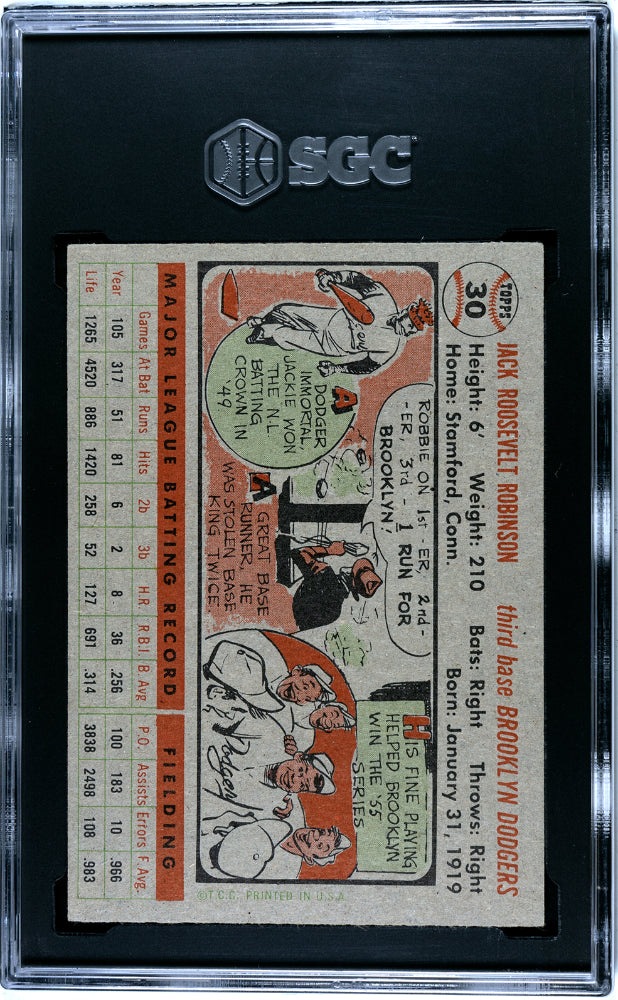 SGC
TOPPS
30
JACK ROOSEVELT ROBINSON third base BROOKLYN DODGERS
Height: 6' Weight: 210 Bats: Right Throws: Right
Home: Stamford, Conn. Born: January 31, 1919
DODGER
IMMORTAL,
JACKIE WON
THE N.L.
BATTING
CROWN IN
'49.
ROBBIE ON 1st-ER, 2nd-
-ER, 3rd - 1 RUN FOR
BROOKLYN!
A GREAT BASE
RUNNER, HE
WAS STOLEN BASE
KING TWICE.
HIS FINE PLAYING
HELPED BROOKLYN
WIN THE '55
SERIES
Dodgers
©T.C.C. PRINTED IN U.S.A.
MAJOR LEAGUE BATTING RECORD FIELDING
Games At Bat Runs Hits 2b 3b H.R R.B.I. B Avg P.O. Assists Errors F. Avg.
Year 105 317 51 81 6 2 8 36 .256 100 183 10 .966
Life 1265 4520 886 1420 258 52 127 691 .314 3838 2498 108 .983